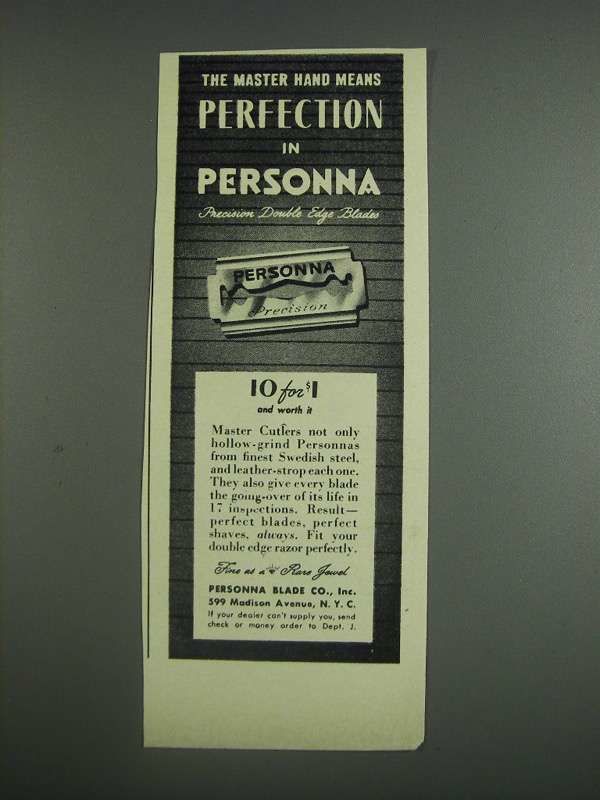 THE MASTER HAND MEANS
PERFECTION
IN
PERSONNA
Precision Double Edge Blades
PERSONNA
Precision
10 for $1
and worth it
Master Cutlers not only
hollow-grind Personnas
from finest Swedish steel,
and leather-strop each one.
They also give every blade
the going-over of its life in
17 inspections. Result—
perfect blades, perfect
shaves, always. Fit your
double edge razor perfectly.
Fine as a Rare Jewel
PERSONNA BLADE CO., Inc.
599 Madison Avenue, N. Y. C.
If your dealer can't supply you, send
check or money order to Dept. J.